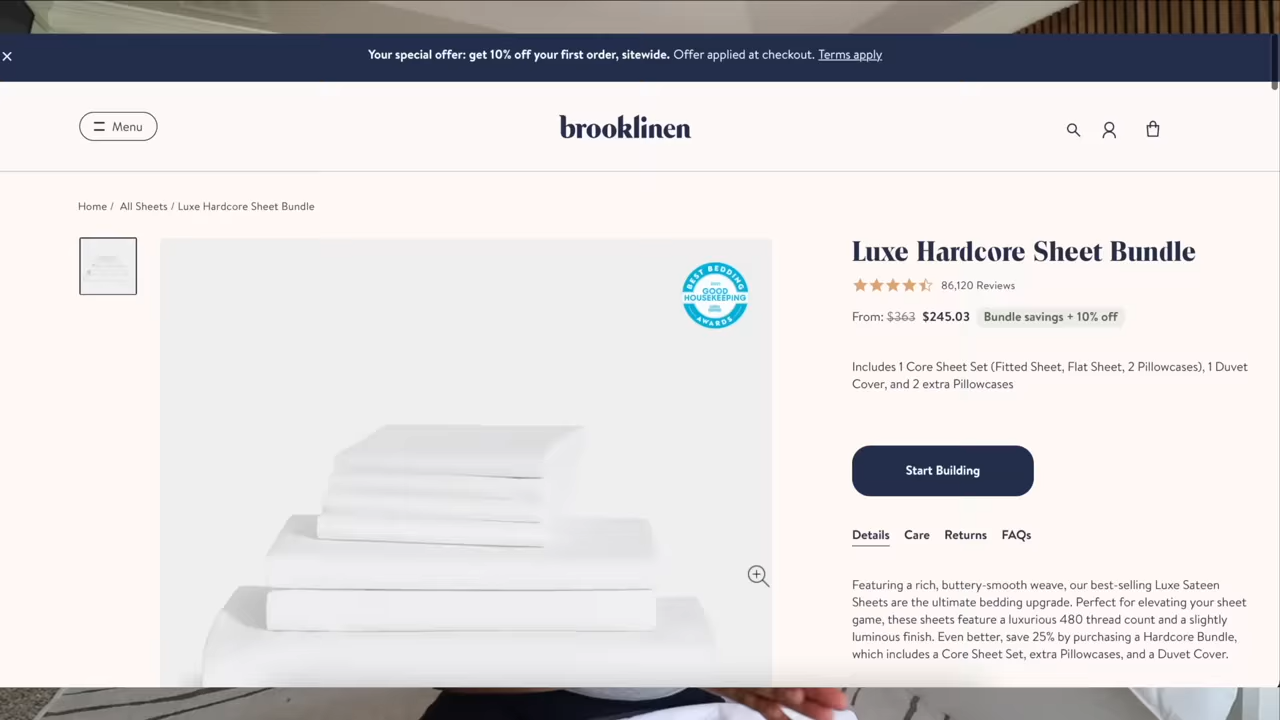 Your special offer: get 10% off your first order, sitewide. Offer applied at checkout. Terms apply
Menu
brooklinen
Home / All Sheets / Luxe Hardcore Sheet Bundle
BEST BEDDING
GOOD
HOUSEKEEPING
AWARDS
Luxe Hardcore Sheet Bundle
86,120 Reviews
From: $363 $245.03 Bundle savings + 10% off
Includes 1 Core Sheet Set (Fitted Sheet, Flat Sheet, 2 Pillowcases), 1 Duvet
Cover, and 2 extra Pillowcases
Start Building
Details Care Returns FAQs
Featuring a rich, buttery-smooth weave, our best-selling Luxe Sateen
Sheets are the ultimate bedding upgrade. Perfect for elevating your sheet
game, these sheets feature a luxurious 480 thread count and a slightly
luminous finish. Even better, save 25% by purchasing a Hardcore Bundle,
which includes a Core Sheet Set, extra Pillowcases, and a Duvet Cover.